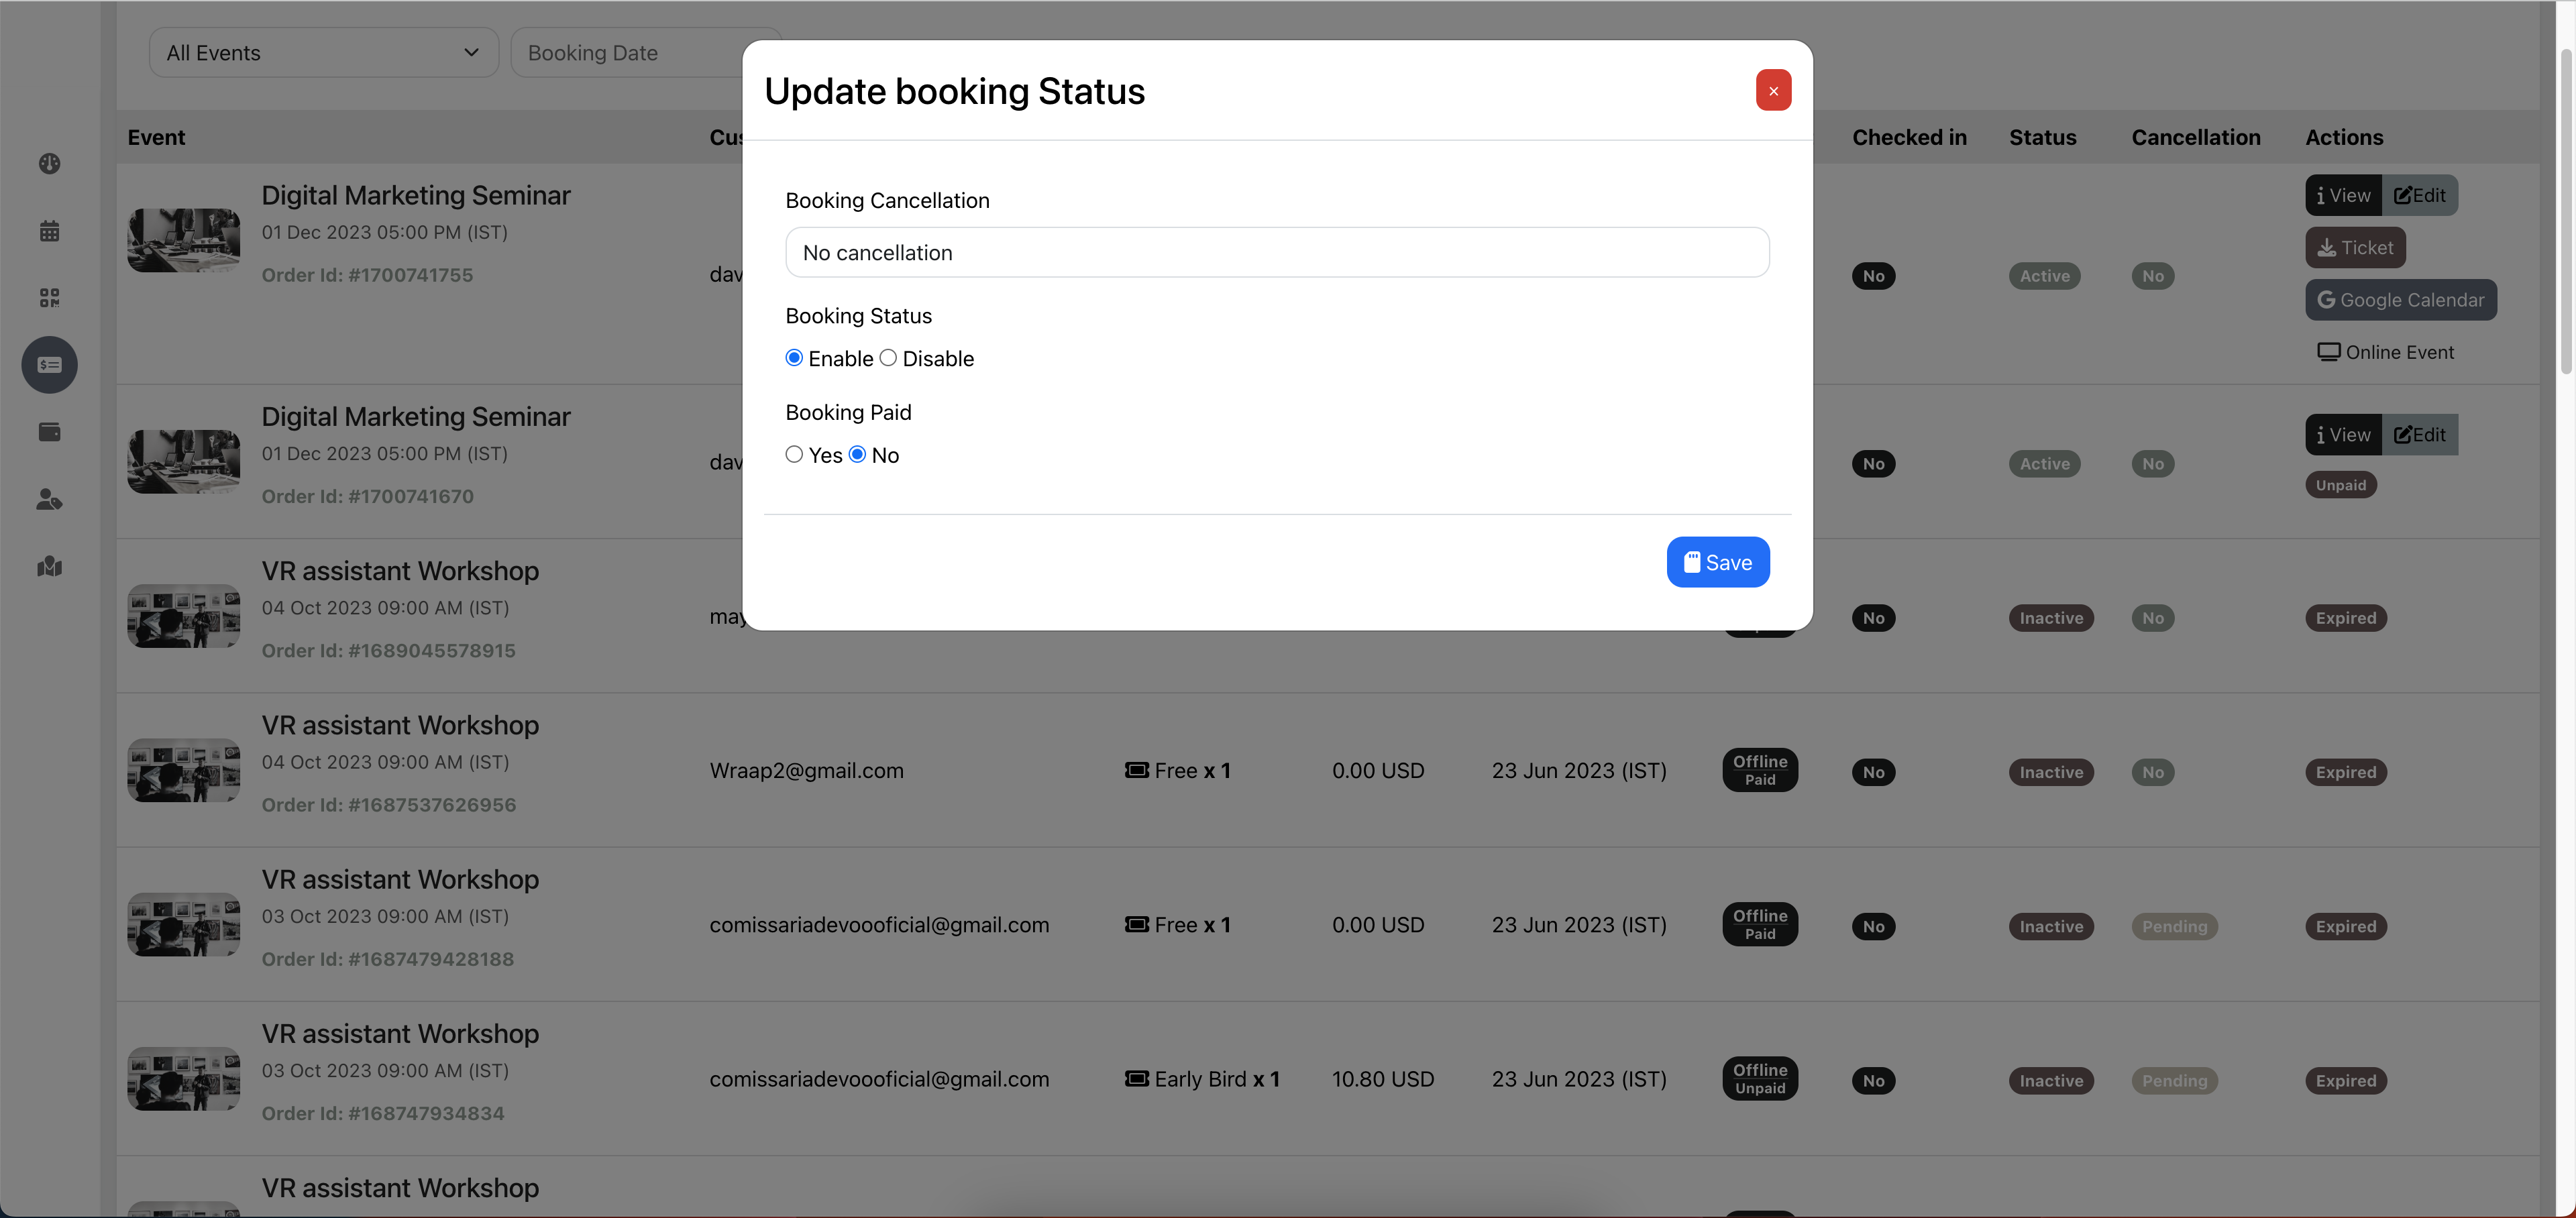 All Events
Booking Date
Update booking Status
×
Event
Checked in
Status
Cancellation
Actions
Booking Cancellation
No cancellation
Booking Status
Enable
Disable
Booking Paid
Yes
No
Save
Digital Marketing Seminar
01 Dec 2023 05:00 PM (IST)
Order Id: #1700741755
No
Active
No
View
Edit
Ticket
Google Calendar
Online Event
Digital Marketing Seminar
01 Dec 2023 05:00 PM (IST)
Order Id: #1700741670
No
Active
No
View
Edit
Unpaid
VR assistant Workshop
04 Oct 2023 09:00 AM (IST)
Order Id: #1689045578915
No
Inactive
No
Expired
VR assistant Workshop
04 Oct 2023 09:00 AM (IST)
Order Id: #1687537626956
Wraap2@gmail.com
Free x 1
0.00 USD
23 Jun 2023 (IST)
Offline
Paid
No
Inactive
No
Expired
VR assistant Workshop
03 Oct 2023 09:00 AM (IST)
Order Id: #1687479428188
comissariadevoooficial@gmail.com
Free x 1
0.00 USD
23 Jun 2023 (IST)
Offline
Paid
No
Inactive
Pending
Expired
VR assistant Workshop
03 Oct 2023 09:00 AM (IST)
Order Id: #168747934834
comissariadevoooficial@gmail.com
Early Bird x 1
10.80 USD
23 Jun 2023 (IST)
Offline
Unpaid
No
Inactive
Pending
Expired
VR assistant Workshop